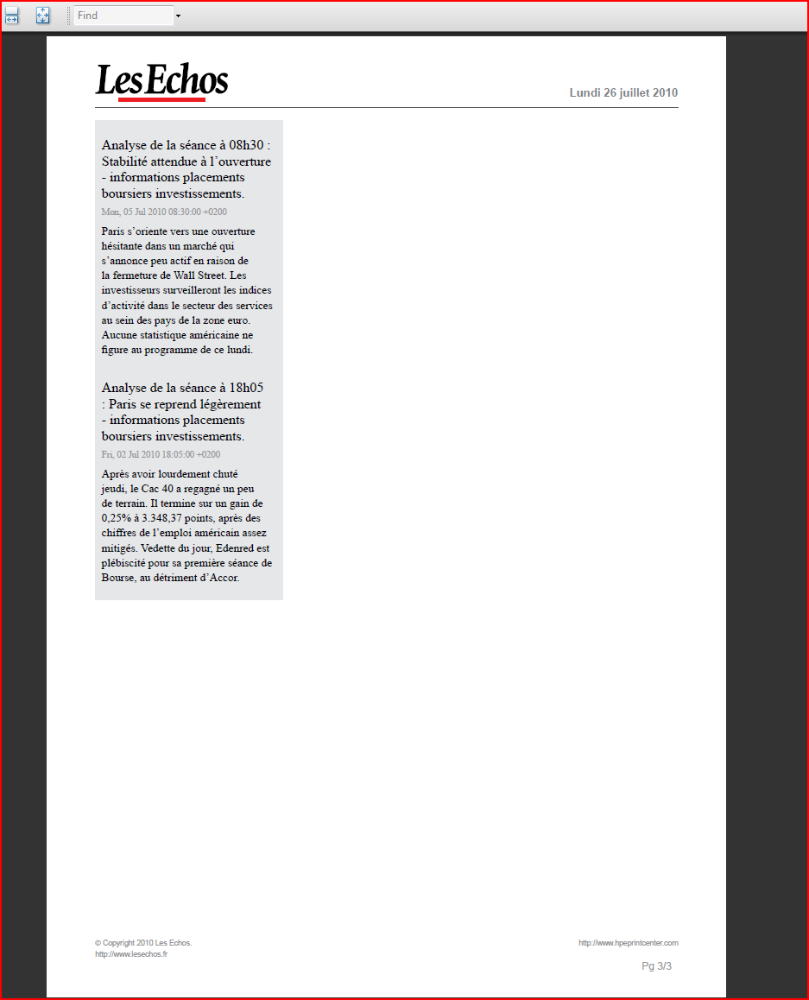 Find
Les Echos
Lundi 26 juillet 2010
Analyse de la séance à 08h30 :
Stabilité attendue à l’ouverture
- informations placements
boursiers investissements.
Mon, 05 Jul 2010 08:30:00 +0200
Paris s’oriente vers une ouverture
hésitante dans un marché qui
s’annonce peu actif en raison de
la fermeture de Wall Street. Les
investisseurs surveilleront les indices
d’activité dans le secteur des services
au sein des pays de la zone euro.
Aucune statistique américaine ne
figure au programme de ce lundi.
Analyse de la séance à 18h05
: Paris se reprend légèrement
- informations placements
boursiers investissements.
Fri, 02 Jul 2010 18:05:00 +0200
Après avoir lourdement chuté
jeudi, le Cac 40 a regagné un peu
de terrain. Il termine sur un gain de
0,25% à 3.348,37 points, après des
chiffres de l’emploi américain assez
mitigés. Vedette du jour, Edenred est
plébiscité pour sa première séance de
Bourse, au détriment d’Accor.
© Copyright 2010 Les Echos.
http://www.lesechos.fr
http://www.hpeprintcenter.com
Pg 3/3